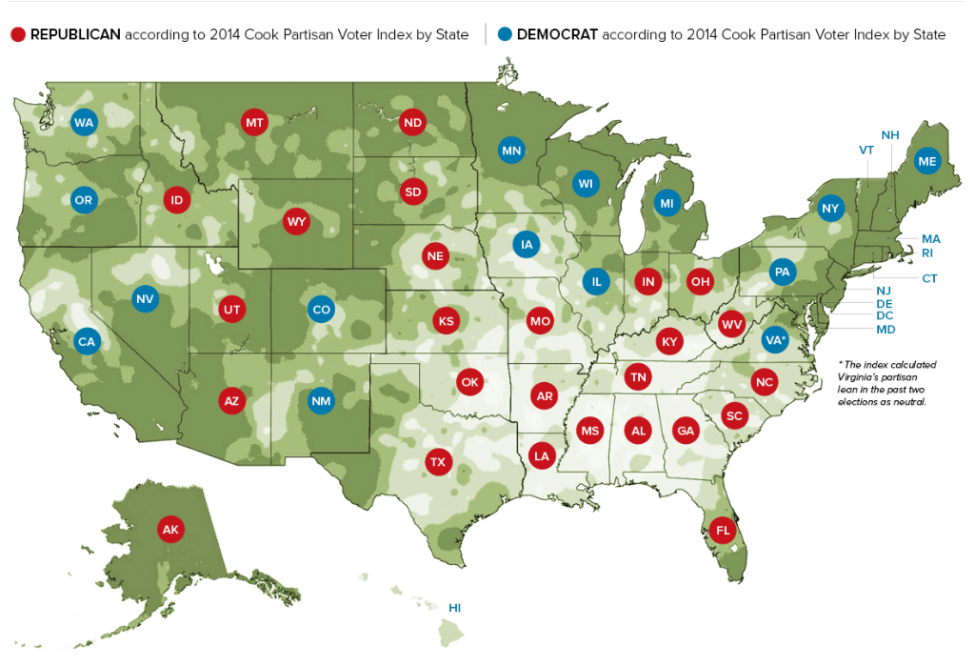 REPUBLICAN according to 2014 Cook Partisan Voter Index by State
DEMOCRAT according to 2014 Cook Partisan Voter Index by State
WA
MT
ND
MN
NH
VT
ME
OR
ID
SD
WI
MI
NY
WY
MA
RI
CT
NE
IA
PA
NV
UT
CO
IL
IN
OH
NJ
DE
DC
MD
CA
KS
MO
KY
WV
VA*
* The index calculated
Virginia's partisan
lean in the past two
elections as neutral.
AZ
NM
OK
AR
TN
NC
SC
TX
LA
MS
AL
GA
AK
FL
HI